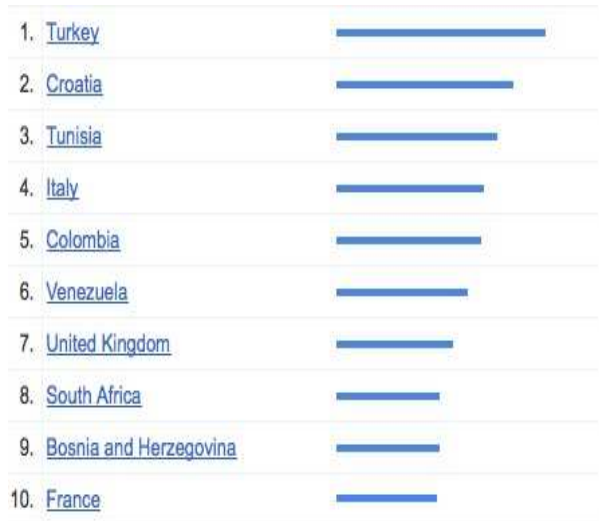 1. Turkey
2. Croatia
3. Tunisia
4. Italy
5. Colombia
6. Venezuela
7. United Kingdom
8. South Africa
9. Bosnia and Herzegovina
10. France